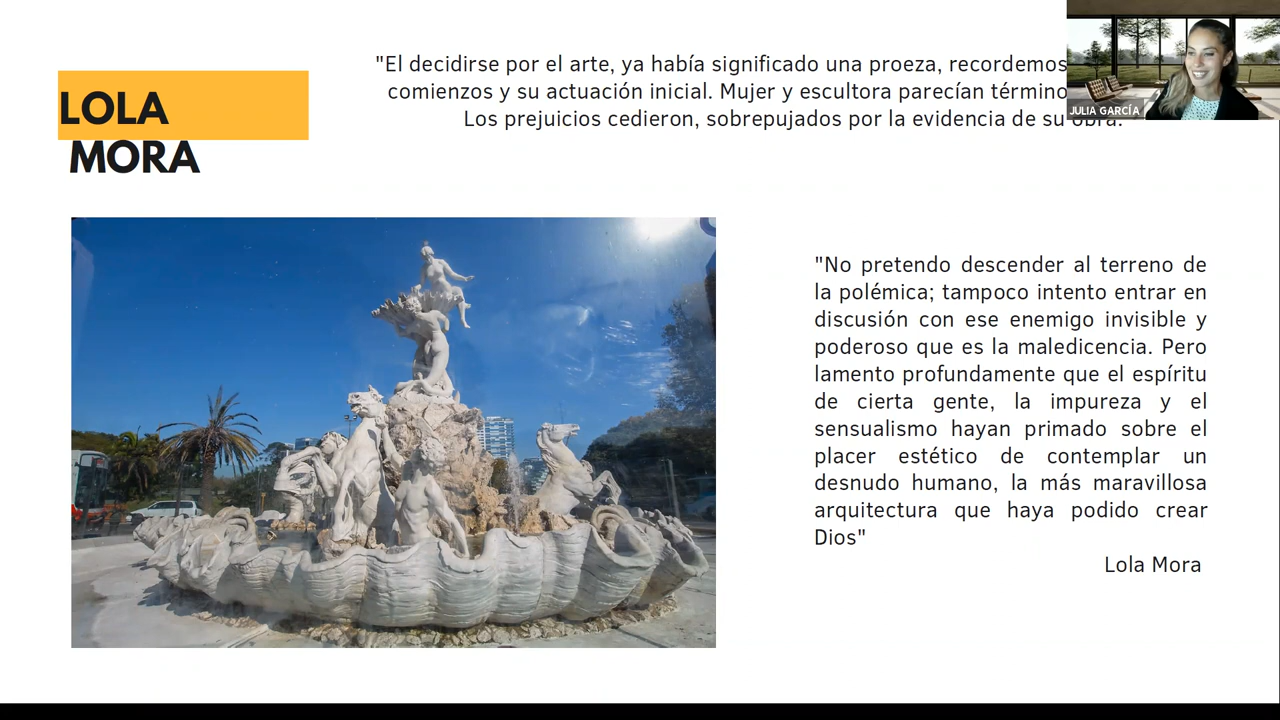 LOLA
MORA
"El decidirse por el arte, ya había significado una proeza, recordemos
comienzos y su actuación inicial. Mujer y escultora parecían
Los prejuicios cedieron, sobrepujados por la evidencia de su obra."
JULIA GARCÍA
"No pretendo descender al terreno de
la polémica; tampoco intento entrar en
discusión con ese enemigo invisible y
poderoso que es la maledicencia. Pero
lamento profundamente que el espíritu
de cierta gente, la impureza y el
sensualismo hayan primado sobre el
placer estético de contemplar un
desnudo humano, la más maravillosa
arquitectura que haya podido crear
Dios"
Lola Mora